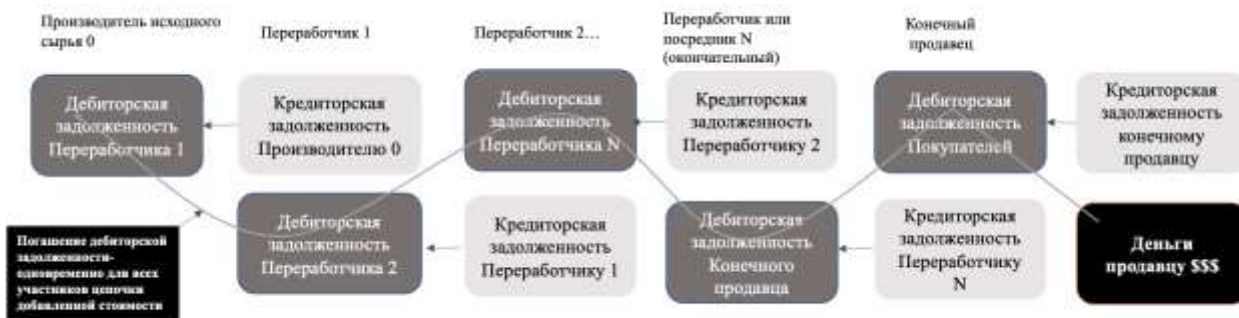 Производитель исходного
сырья 0
Переработчик 1
Переработчик 2…
Переработчик или
посредник N
(окончательный)
Конечный
продавец
Дебиторская
задолженность
Переработчика 1
Кредиторская
задолженность
Производителю 0
Дебиторская
задолженность
Переработчика N
Кредиторская
задолженность
Переработчику 2
Дебиторская
задолженность
Покупателей
Кредиторская
задолженность
конечному
продавцу
Погашение дебиторской
задолженности-
одновременно для всех
участников цепочки
добавленной стоимости
Дебиторская
задолженность
Переработчика 2
Кредиторская
задолженность
Переработчику 1
Дебиторская
задолженность
Конечного
продавца
Кредиторская
задолженность
Переработчику
N
Деньги
продавцу $$$